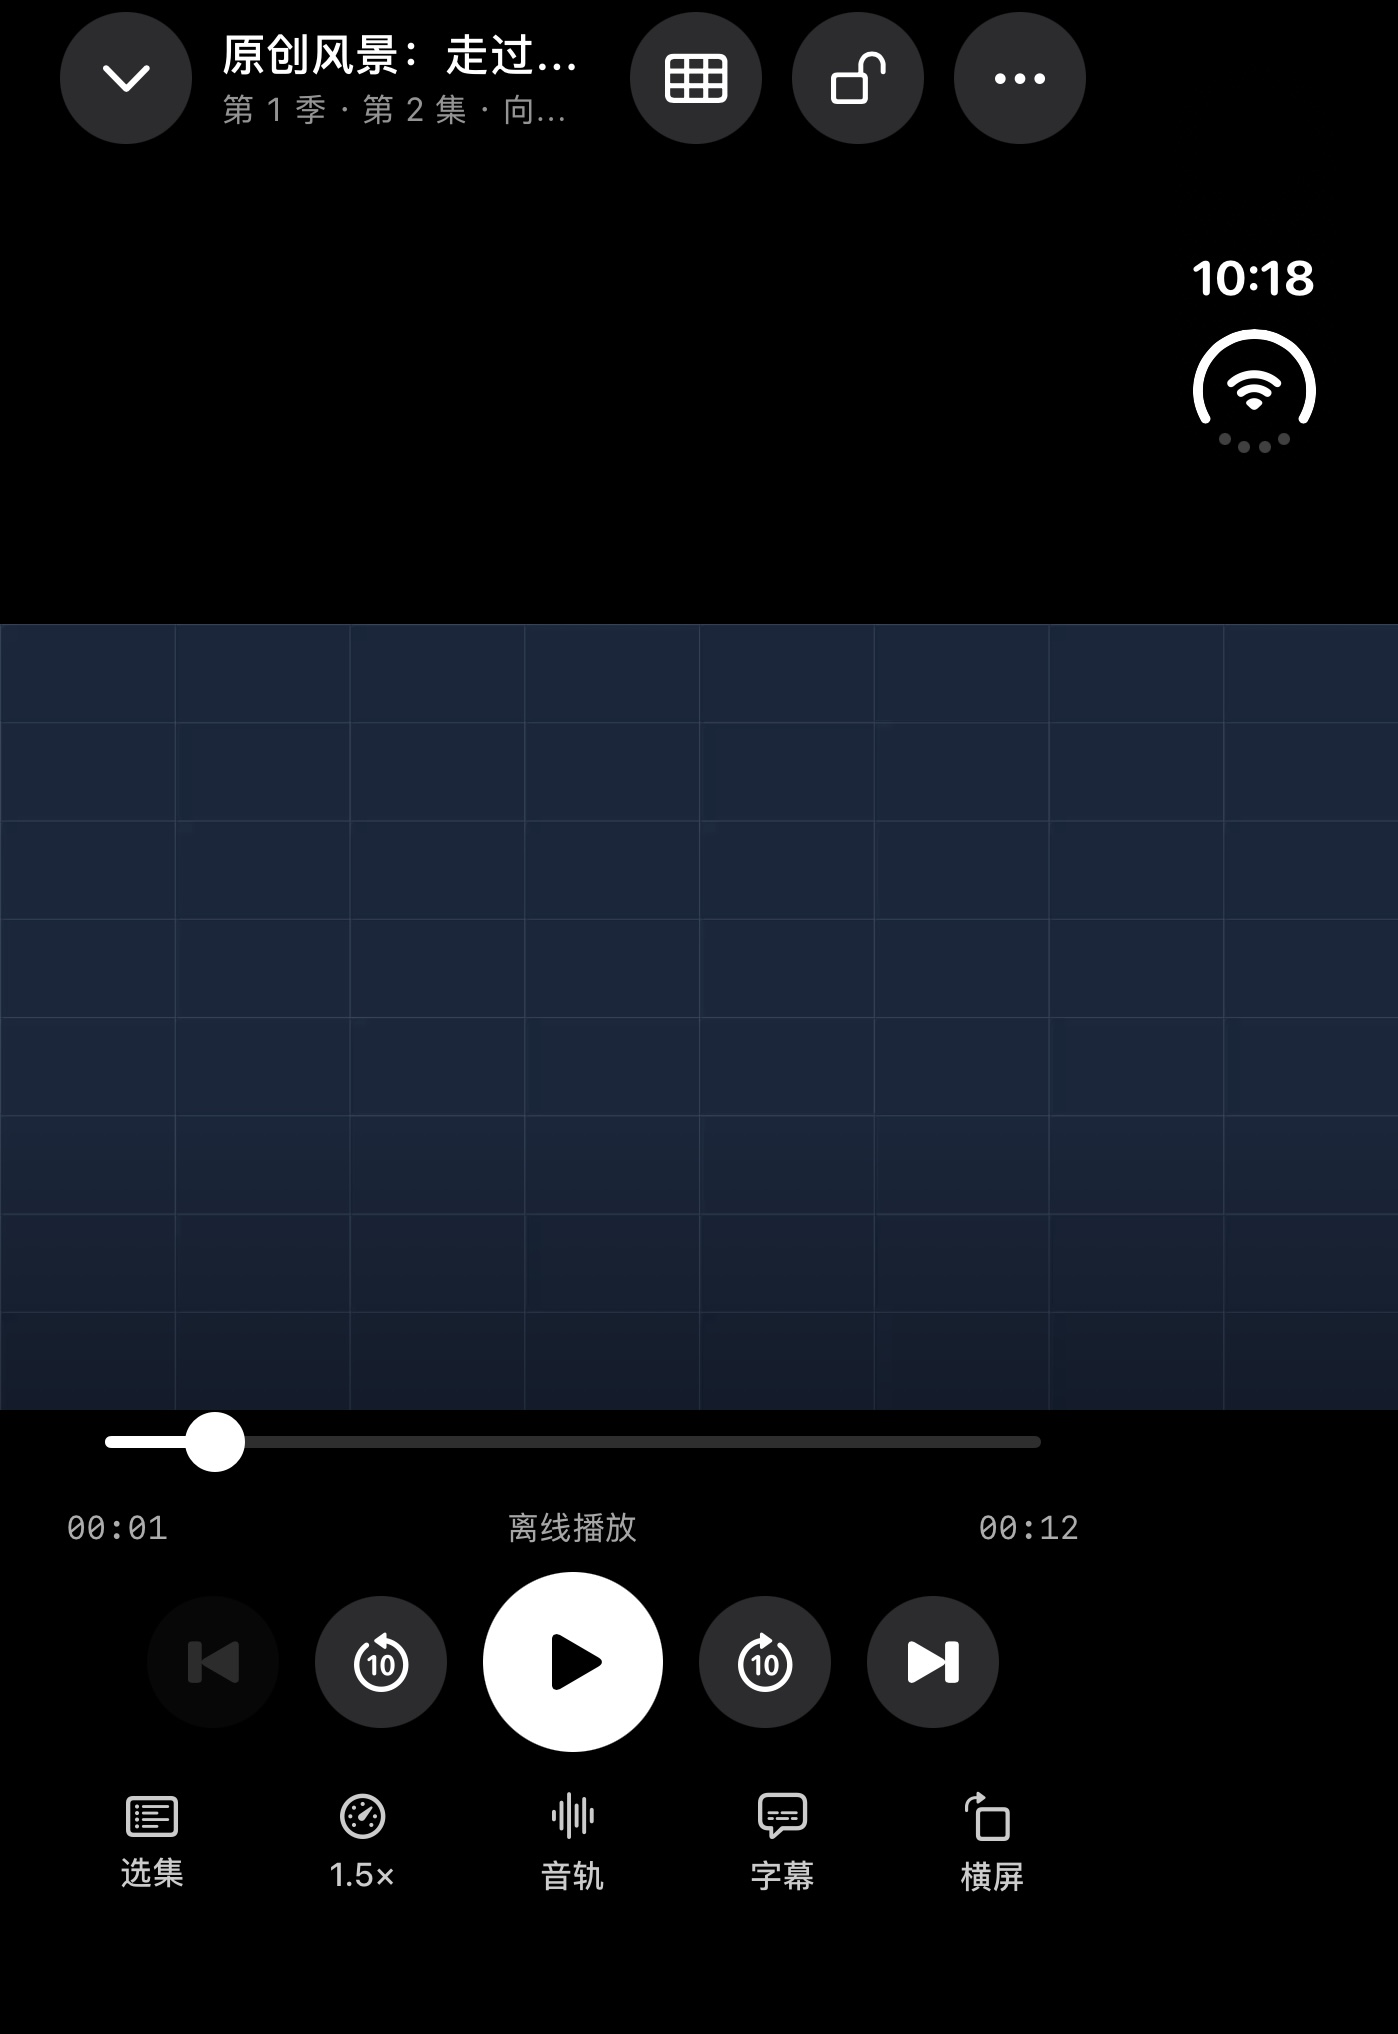 原创风景：走过...
第 1 季 · 第 2 集 · 向...
10:18
00:01
离线播放
00:12
10
10
选集
1.5×
音轨
字幕
横屏